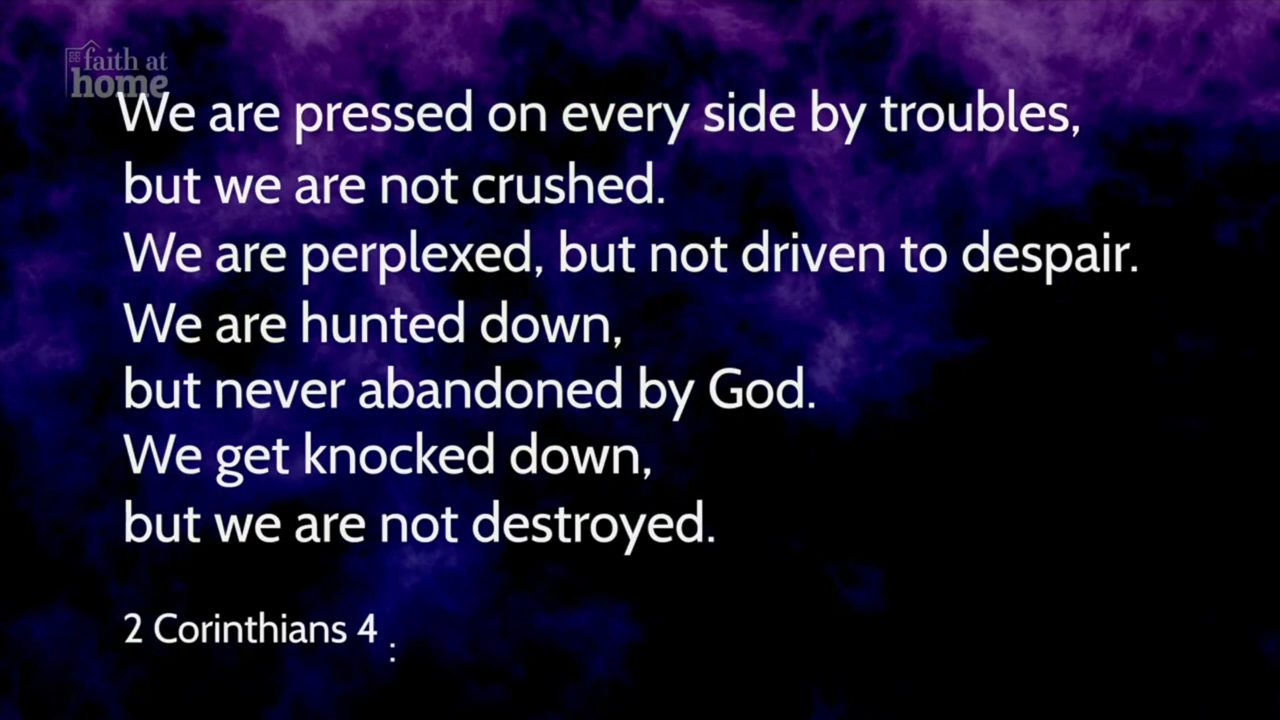 faith at
home
We are pressed on every side by troubles,
but we are not crushed.
We are perplexed, but not driven to despair.
We are hunted down,
but never abandoned by God.
We get knocked down,
but we are not destroyed.
2 Corinthians 4 :